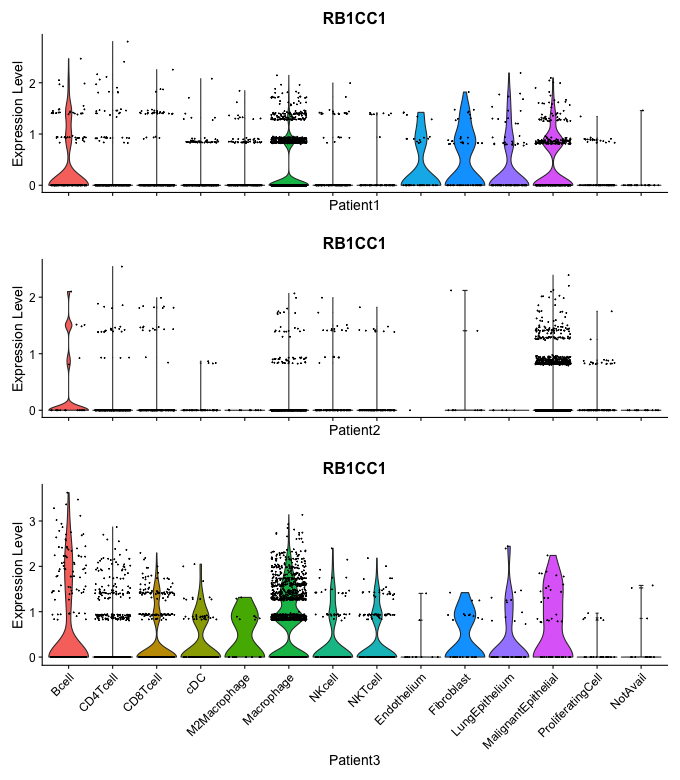 RB1CC1
Expression Level
2
1
0
Patient1
RB1CC1
Expression Level
2
1
0
Patient2
RB1CC1
Expression Level
3
2
1
0
Bcell
CD4Tcell
CD8Tcell
cDC
M2Macrophage
Macrophage
NKcell
NKTcell
Endothelium
Fibroblast
LungEpithelium
MalignantEpithelial
ProliferatingCell
NotAvail
Patient3